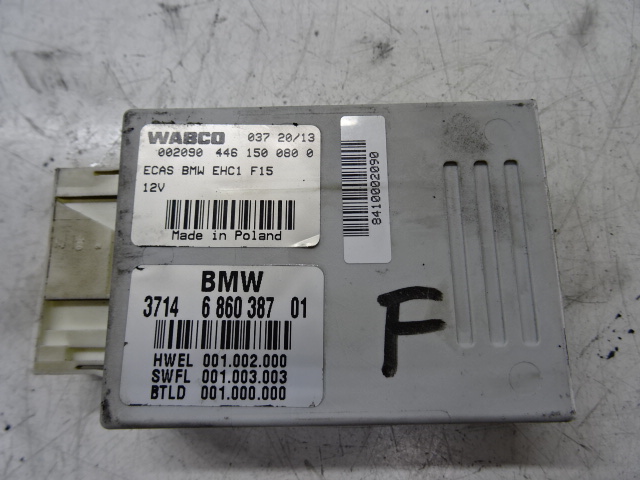 WABCO 037 20/13
002090 446 150 080 0
ECAS BMW EHC1 F15
12V
Made in Poland
8410002090
BMW
3714 6 860 387 01
HWEL 001.002.000
SWFL 001.003.003
BTLD 001.000.000
F